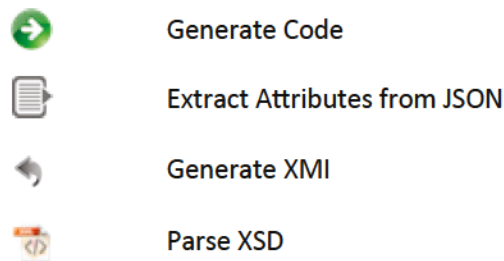 Generate Code
Extract Attributes from JSON
Generate XMI
Parse XSD